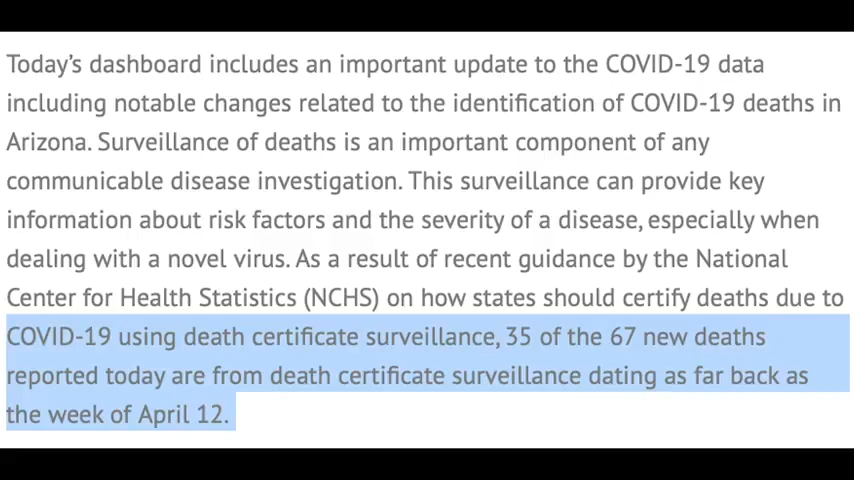 Today’s dashboard includes an important update to the COVID-19 data
including notable changes related to the identification of COVID-19 deaths in
Arizona. Surveillance of deaths is an important component of any
communicable disease investigation. This surveillance can provide key
information about risk factors and the severity of a disease, especially when
dealing with a novel virus. As a result of recent guidance by the National
Center for Health Statistics (NCHS) on how states should certify deaths due to
COVID-19 using death certificate surveillance, 35 of the 67 new deaths
reported today are from death certificate surveillance dating as far back as
the week of April 12.